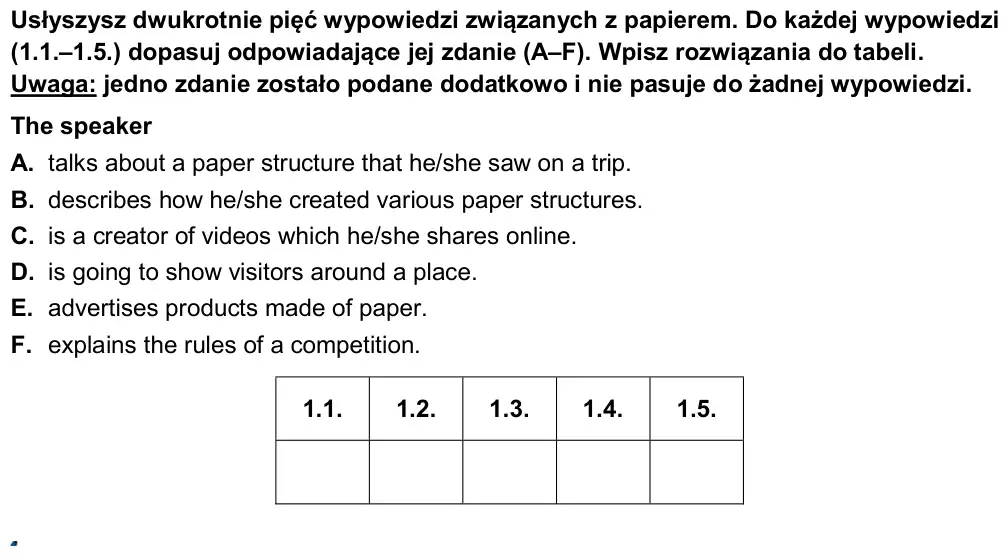 Usłyszysz dwukrotnie pięć wypowiedzi związanych z papierem. Do każdej wypowiedzi
(1.1.–1.5.) dopasuj odpowiadające jej zdanie (A–F). Wpisz rozwiązania do tabeli.
Uwaga: jedno zdanie zostało podane dodatkowo i nie pasuje do żadnej wypowiedzi.
The speaker
A. talks about a paper structure that he/she saw on a trip.
B. describes how he/she created various paper structures.
C. is a creator of videos which he/she shares online.
D. is going to show visitors around a place.
E. advertises products made of paper.
F. explains the rules of a competition.
1.1. 1.2. 1.3. 1.4. 1.5.